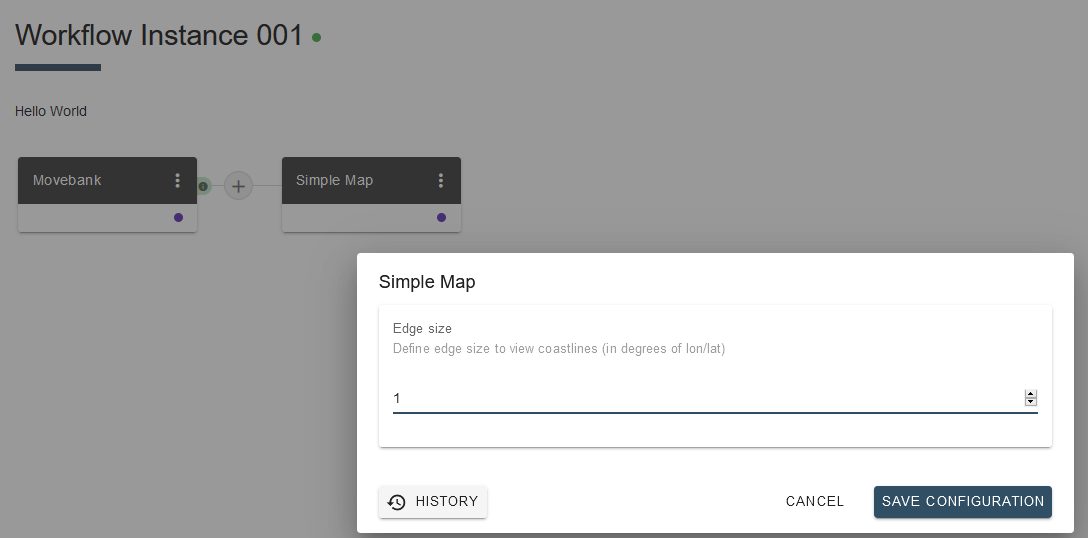 Workflow Instance 001
Hello World
Movebank
Simple Map
Simple Map
Edge size
Define edge size to view coastlines (in degrees of lon/lat)
1
HISTORY
CANCEL
SAVE CONFIGURATION